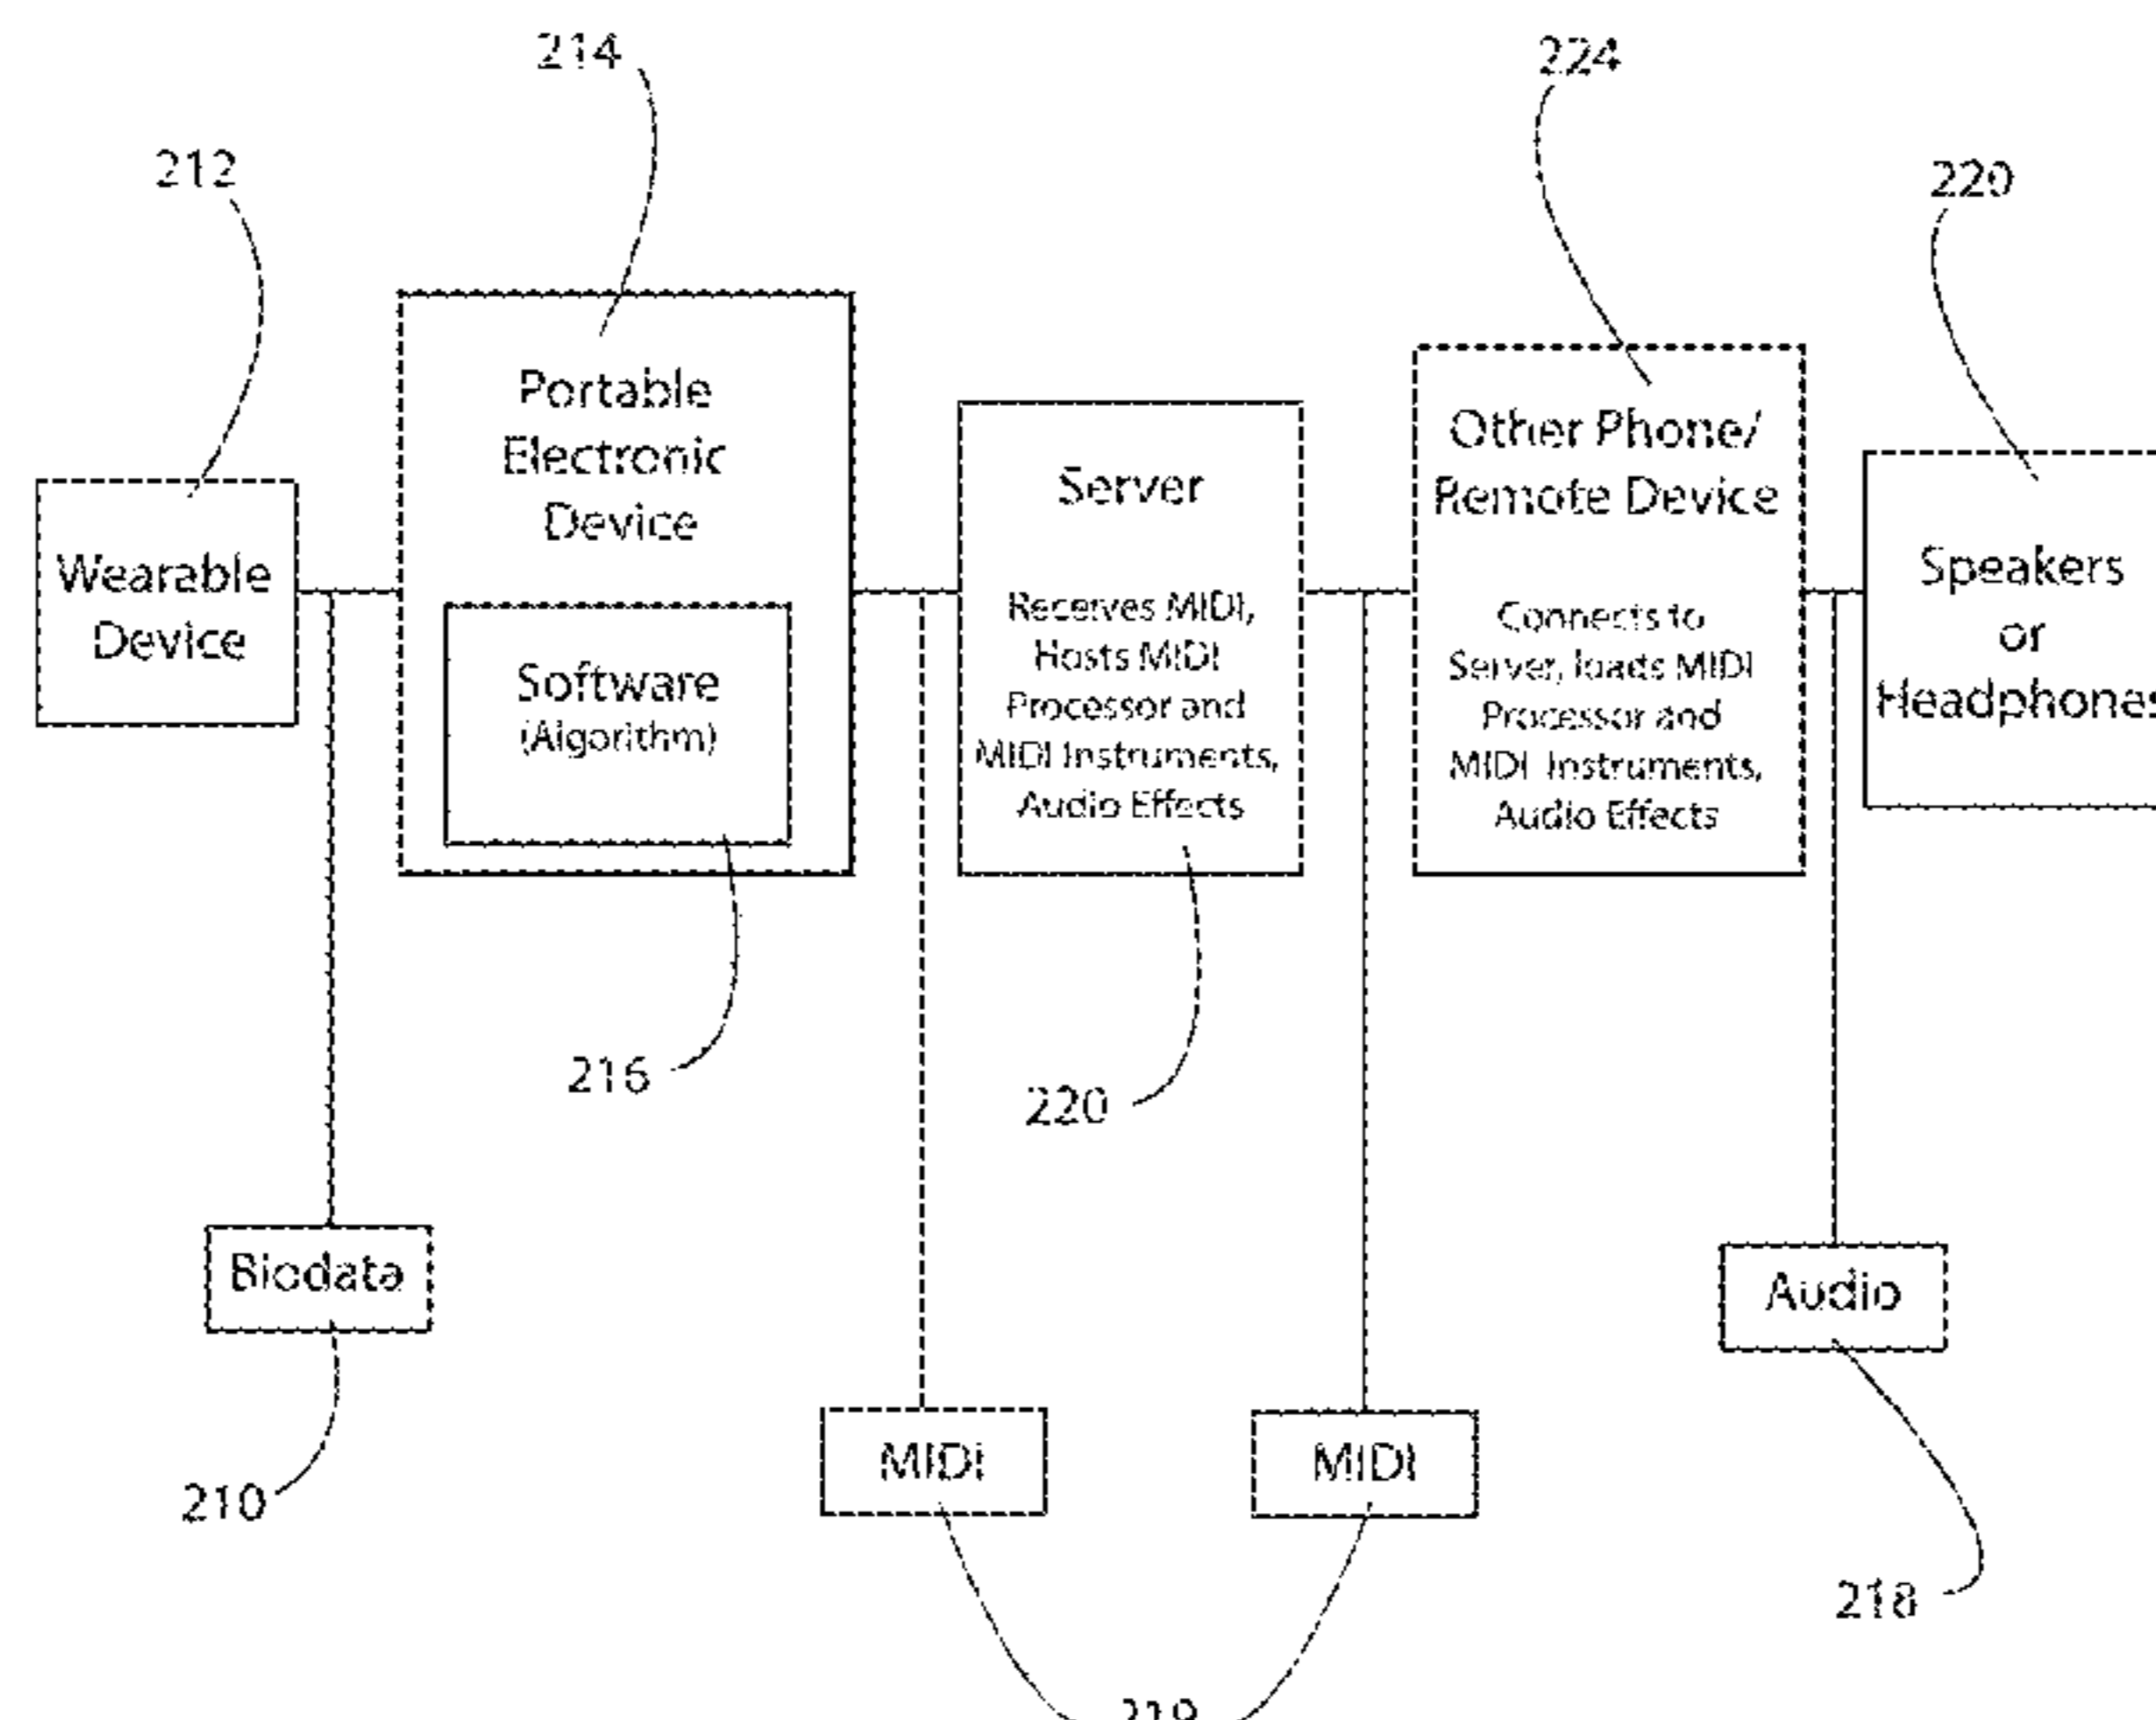 214
224
212
220
Portable
Electronic
Device
Software
(Algorithm)
Wearable
Device
Server
Receives MIDI,
Hosts MIDI
Processor and
MIDI Instruments,
Audio Effects
Other Phone/
Remote Device
Connects to
Server, loads MIDI
Processor and
MIDI Instruments,
Audio Effects
Speakers
or
Headphones
216
220
Biodata
Audio
MIDI
MIDI
210
218